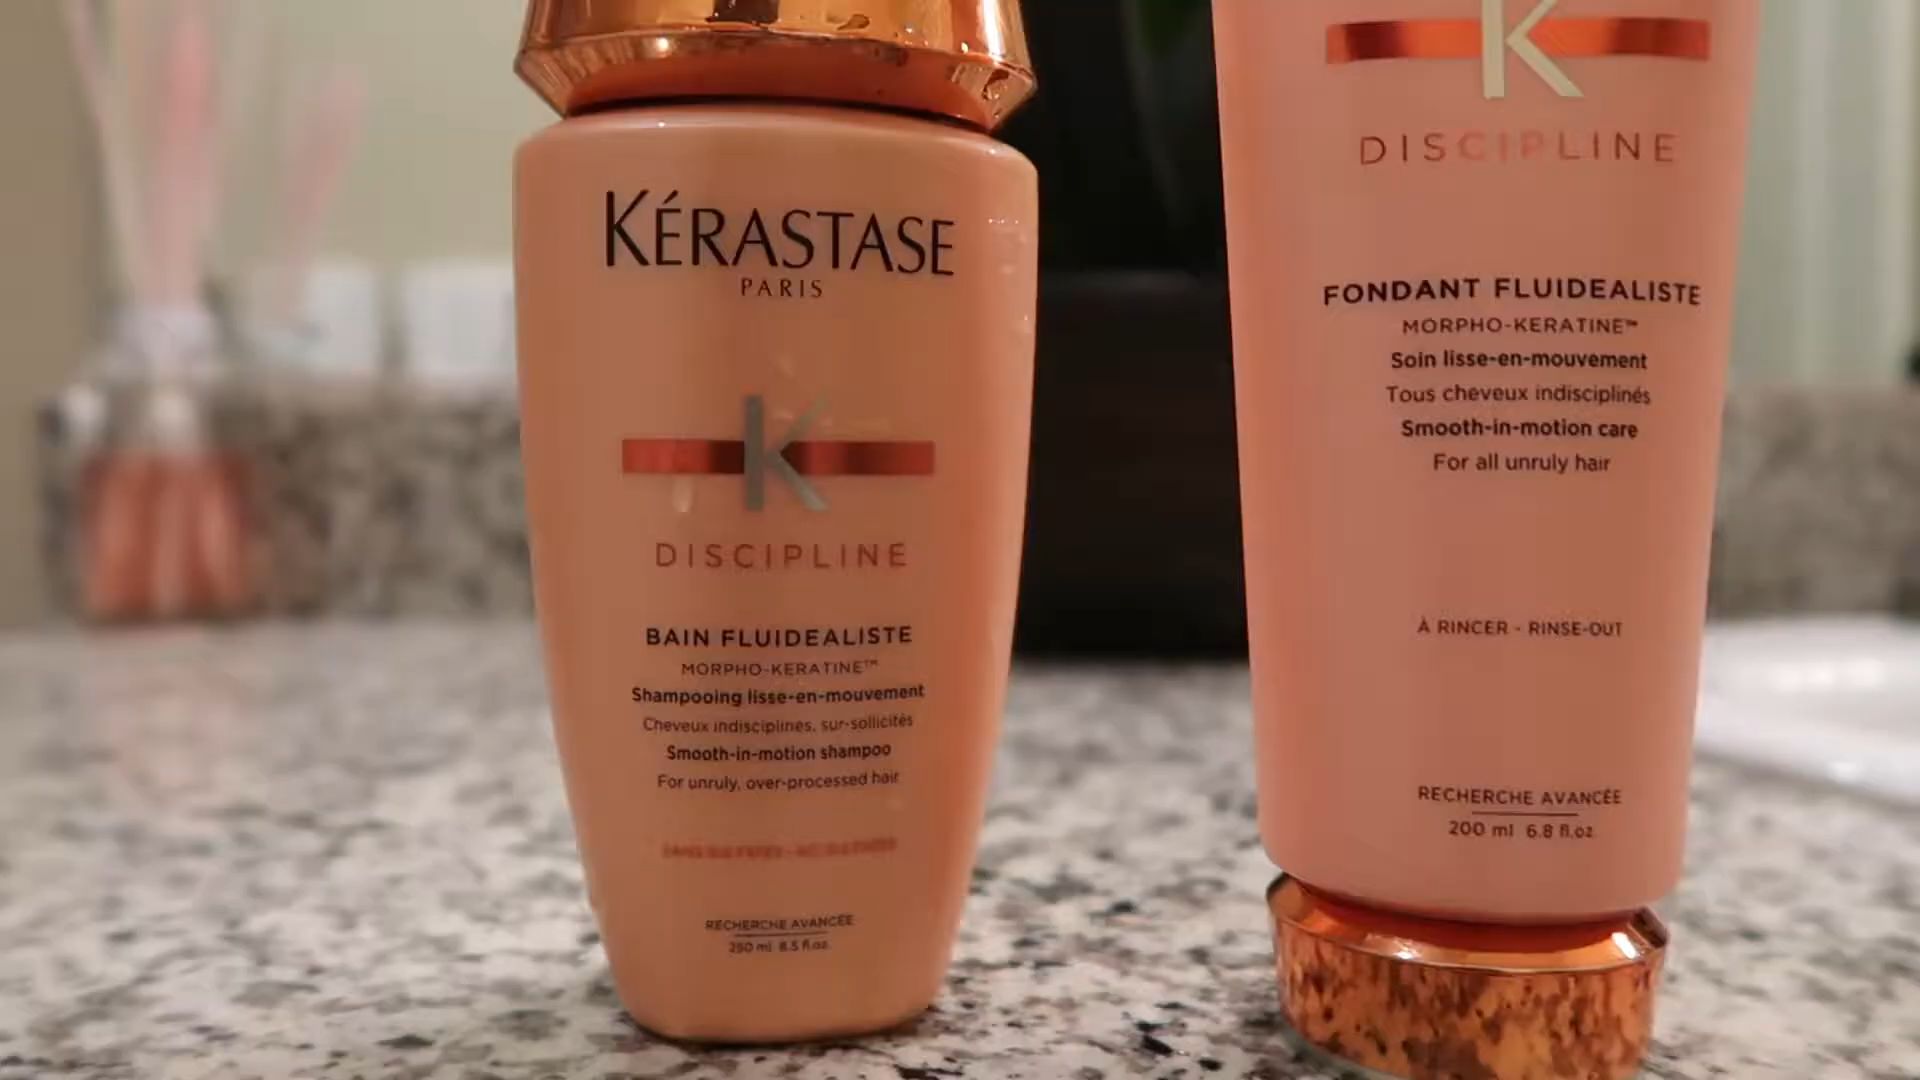 KÉRASTASE
PARIS
K
DISCIPLINE
BAIN FLUIDEALISTE
MORPHO-KERATINE™
Shampooing lisse-en-mouvement
Cheveux indisciplines, sur-sollicités
Smooth-in-motion shampoo
For unruly, over-processed hair
RECHERCHE AVANCÉE
250 ml 8.5 fl.oz.
K
DISCIPLINE
FONDANT FLUIDEALISTE
MORPHO-KERATINE™
Soin lisse-en-mouvement
Tous cheveux indisciplinés
Smooth-in-motion care
For all unruly hair
À RINCER - RINSE-OUT
RECHERCHE AVANCÉE
200 ml 6.8 fl.oz.